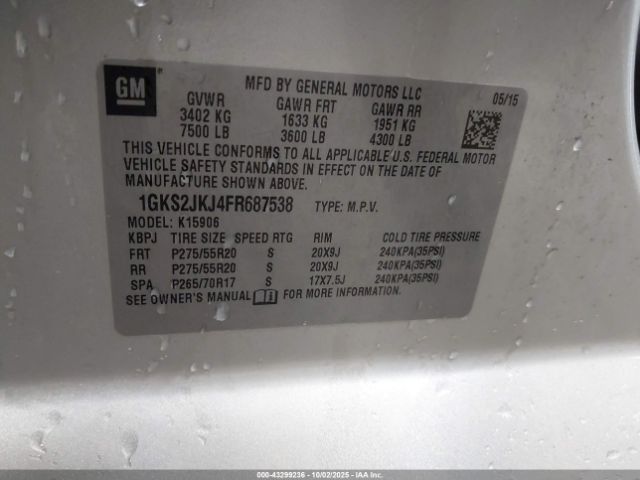 GM
MFD BY GENERAL MOTORS LLC
05/15
GVWR GAWR FRT GAWR RR
3402 KG 1633 KG 1951 KG
7500 LB 3600 LB 4300 LB
THIS VEHICLE CONFORMS TO ALL APPLICABLE U.S. FEDERAL MOTOR
VEHICLE SAFETY STANDARDS IN EFFECT ON THE DATE OF
MANUFACTURE SHOWN ABOVE.
1GKS2JKJ4FR687538 TYPE: M.P.V.
MODEL: K15906
KBPJ TIRE SIZE SPEED RTG RIM COLD TIRE PRESSURE
FRT P275/55R20 S 20X9J 240KPA(35PSI)
RR P275/55R20 S 20X9J 240KPA(35PSI)
SPA P265/70R17 S 17X7.5J 240KPA(35PSI)
SEE OWNER'S MANUAL FOR MORE INFORMATION.
000-43299236 - 10/02/2025 - IAAI.COM